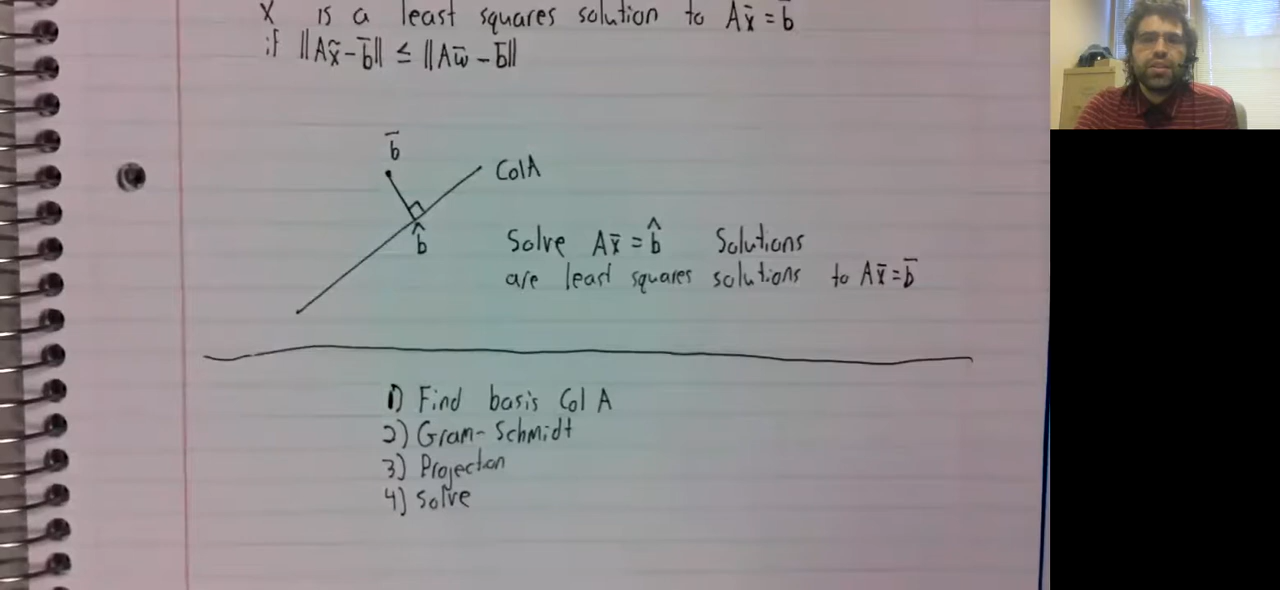 X is a least squares solution to Ax̄ = b̄
if ||Ax̄ - b̄|| ≤ ||Aw̄ - b̄||
b̄
Col A
b̂
Solve Ax̄ = b̂ Solutions
are least squares solutions to Ax̄ = b̄
1) Find basis Col A
2) Gram-Schmidt
3) Projection
4) Solve